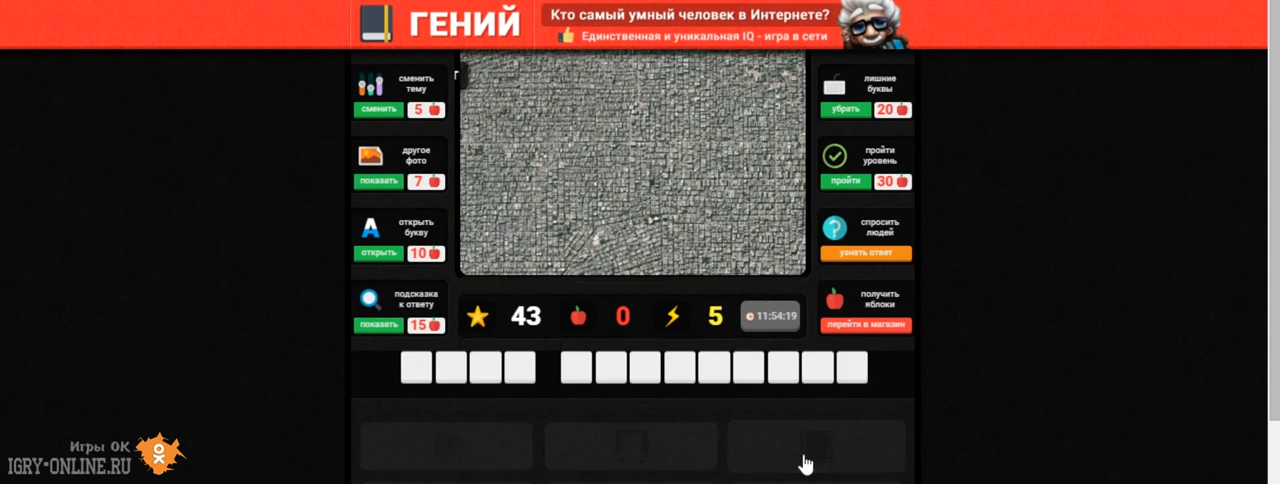 ГЕНИЙ
Кто самый умный человек в Интернете?
Единственная и уникальная IQ - игра в сети
сменить
тему
сменить
5
другое
фото
показать
7
открыть
букву
открыть
10
подсказка
к ответу
показать
15
43
0
5
11:54:19
лишние
буквы
убрать
20
пройти
уровень
пройти
30
спросить
людей
узнать ответ
получить
яблоки
перейти в магазин
Игры ОК
IGRY-ONLINE.RU